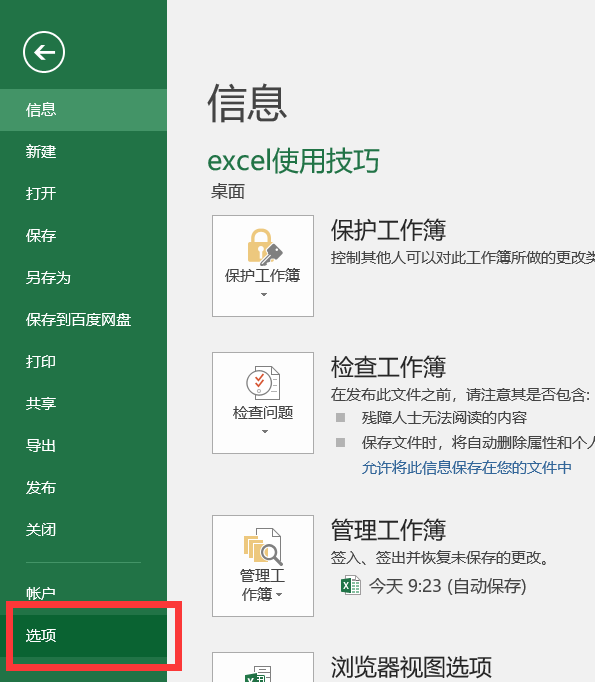 信息
新建
打开
保存
另存为
保存到百度网盘
打印
共享
导出
发布
关闭
帐户
选项
信息
excel使用技巧
桌面
保护工作簿
保护工作簿
控制其他人可以对此工作簿所做的更改类
检查问题
检查工作簿
在发布此文件之前，请注意其是否包含:
残障人士无法阅读的内容
保存文件时，将自动删除属性和个人
允许将此信息保存在您的文件中
管理工
作簿
管理工作簿
签入、签出并恢复未保存的更改。
今天 9:23 (自动保存)
浏览器视图选项